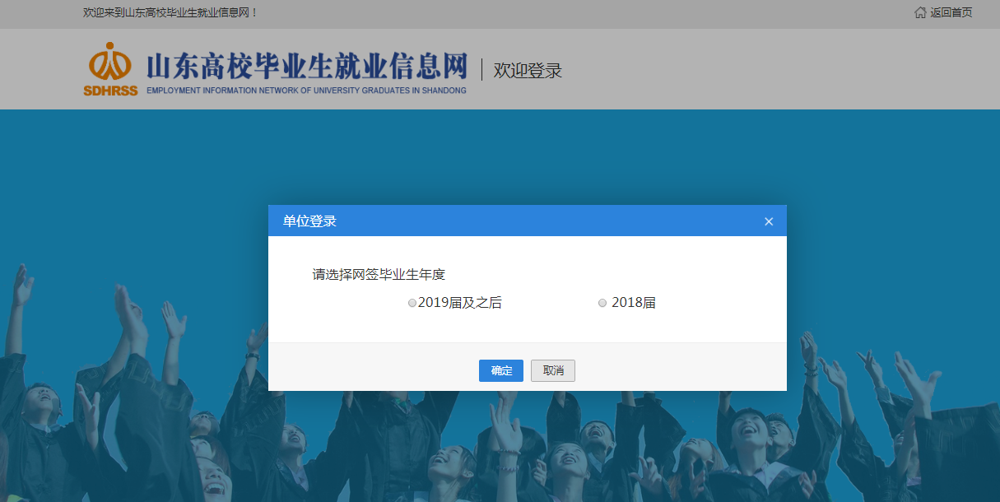 欢迎来到山东高校毕业生就业信息网！
返回首页
SDHRSS
山东高校毕业生就业信息网
EMPLOYMENT INFORMATION NETWORK OF UNIVERSITY GRADUATES IN SHANDONG
欢迎登录
单位登录
请选择网签毕业生年度
2019届及之后
2018届
确定
取消